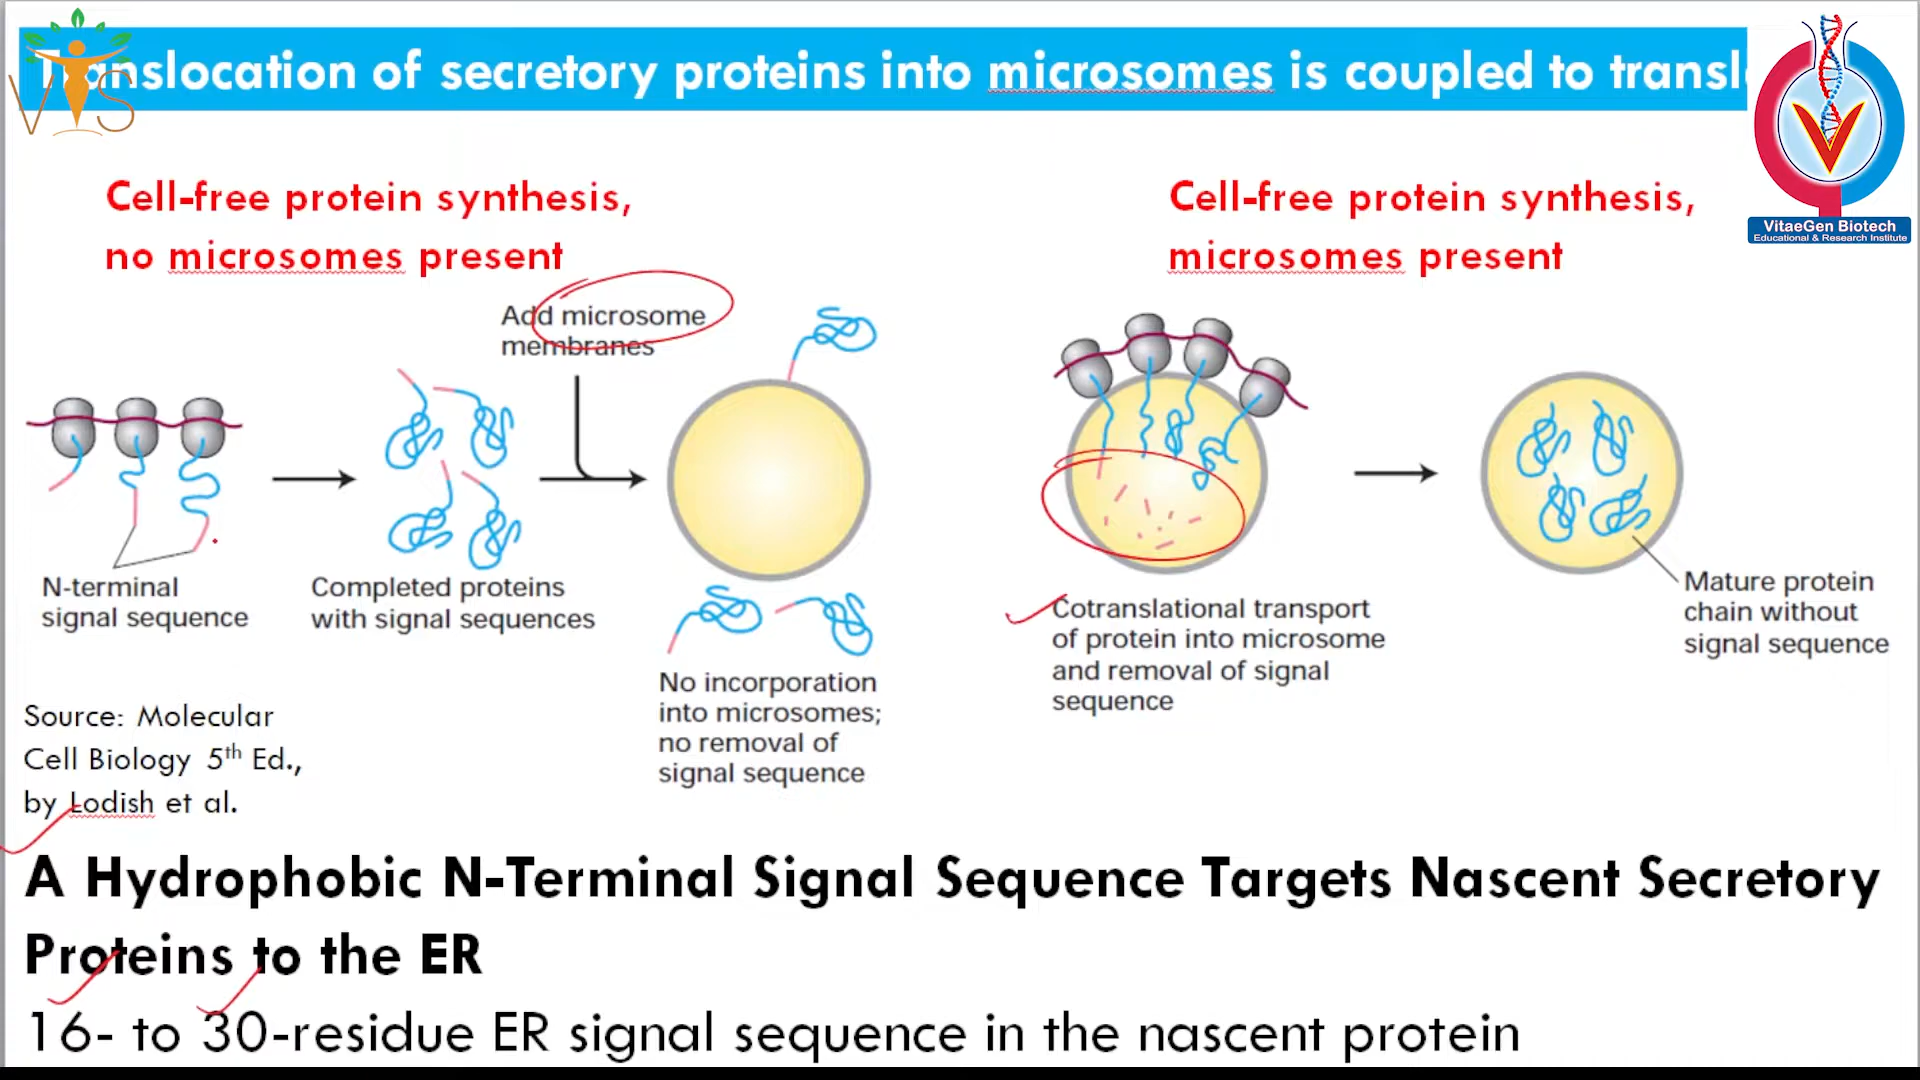 Translocation of secretory proteins into microsomes is coupled to transl
VIS
VitaeGen Biotech
Educational & Research Institute
Cell-free protein synthesis,
no microsomes present
Cell-free protein synthesis,
microsomes present
Add microsome
membranes
N-terminal
signal sequence
Completed proteins
with signal sequences
No incorporation
into microsomes;
no removal of
signal sequence
Cotranslational transport
of protein into microsome
and removal of signal
sequence
Mature protein
chain without
signal sequence
Source: Molecular
Cell Biology 5th Ed.,
by Lodish et al.
A Hydrophobic N-Terminal Signal Sequence Targets Nascent Secretory
Proteins to the ER
16- to 30-residue ER signal sequence in the nascent protein